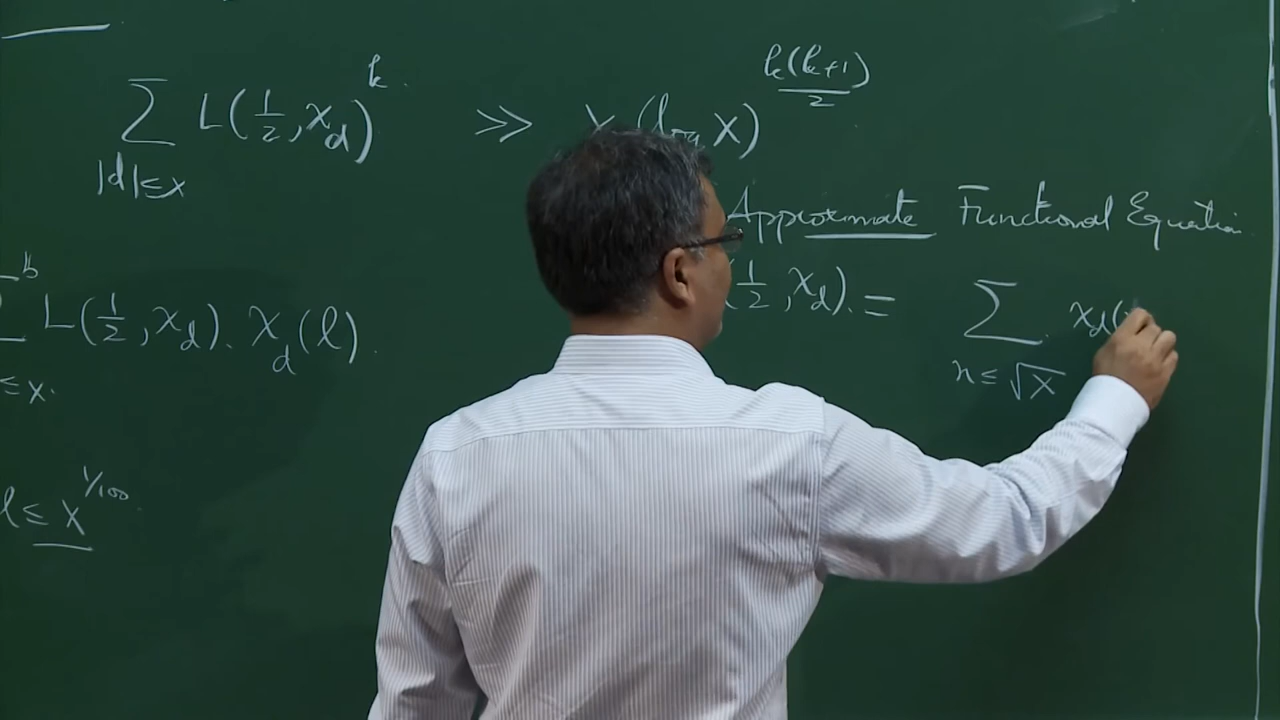 ∑ L(1/2, χ_d)^k ≫ X (log X)^{k(k+1)/2}
|d|≤x
Approximate Functional Equation
(1/2, χ_d) = ∑ χ_d(
n ≤ √X
♭
L(1/2, χ_d). χ_d(ℓ).
≤ x.
ℓ ≤ X^{1/100}.